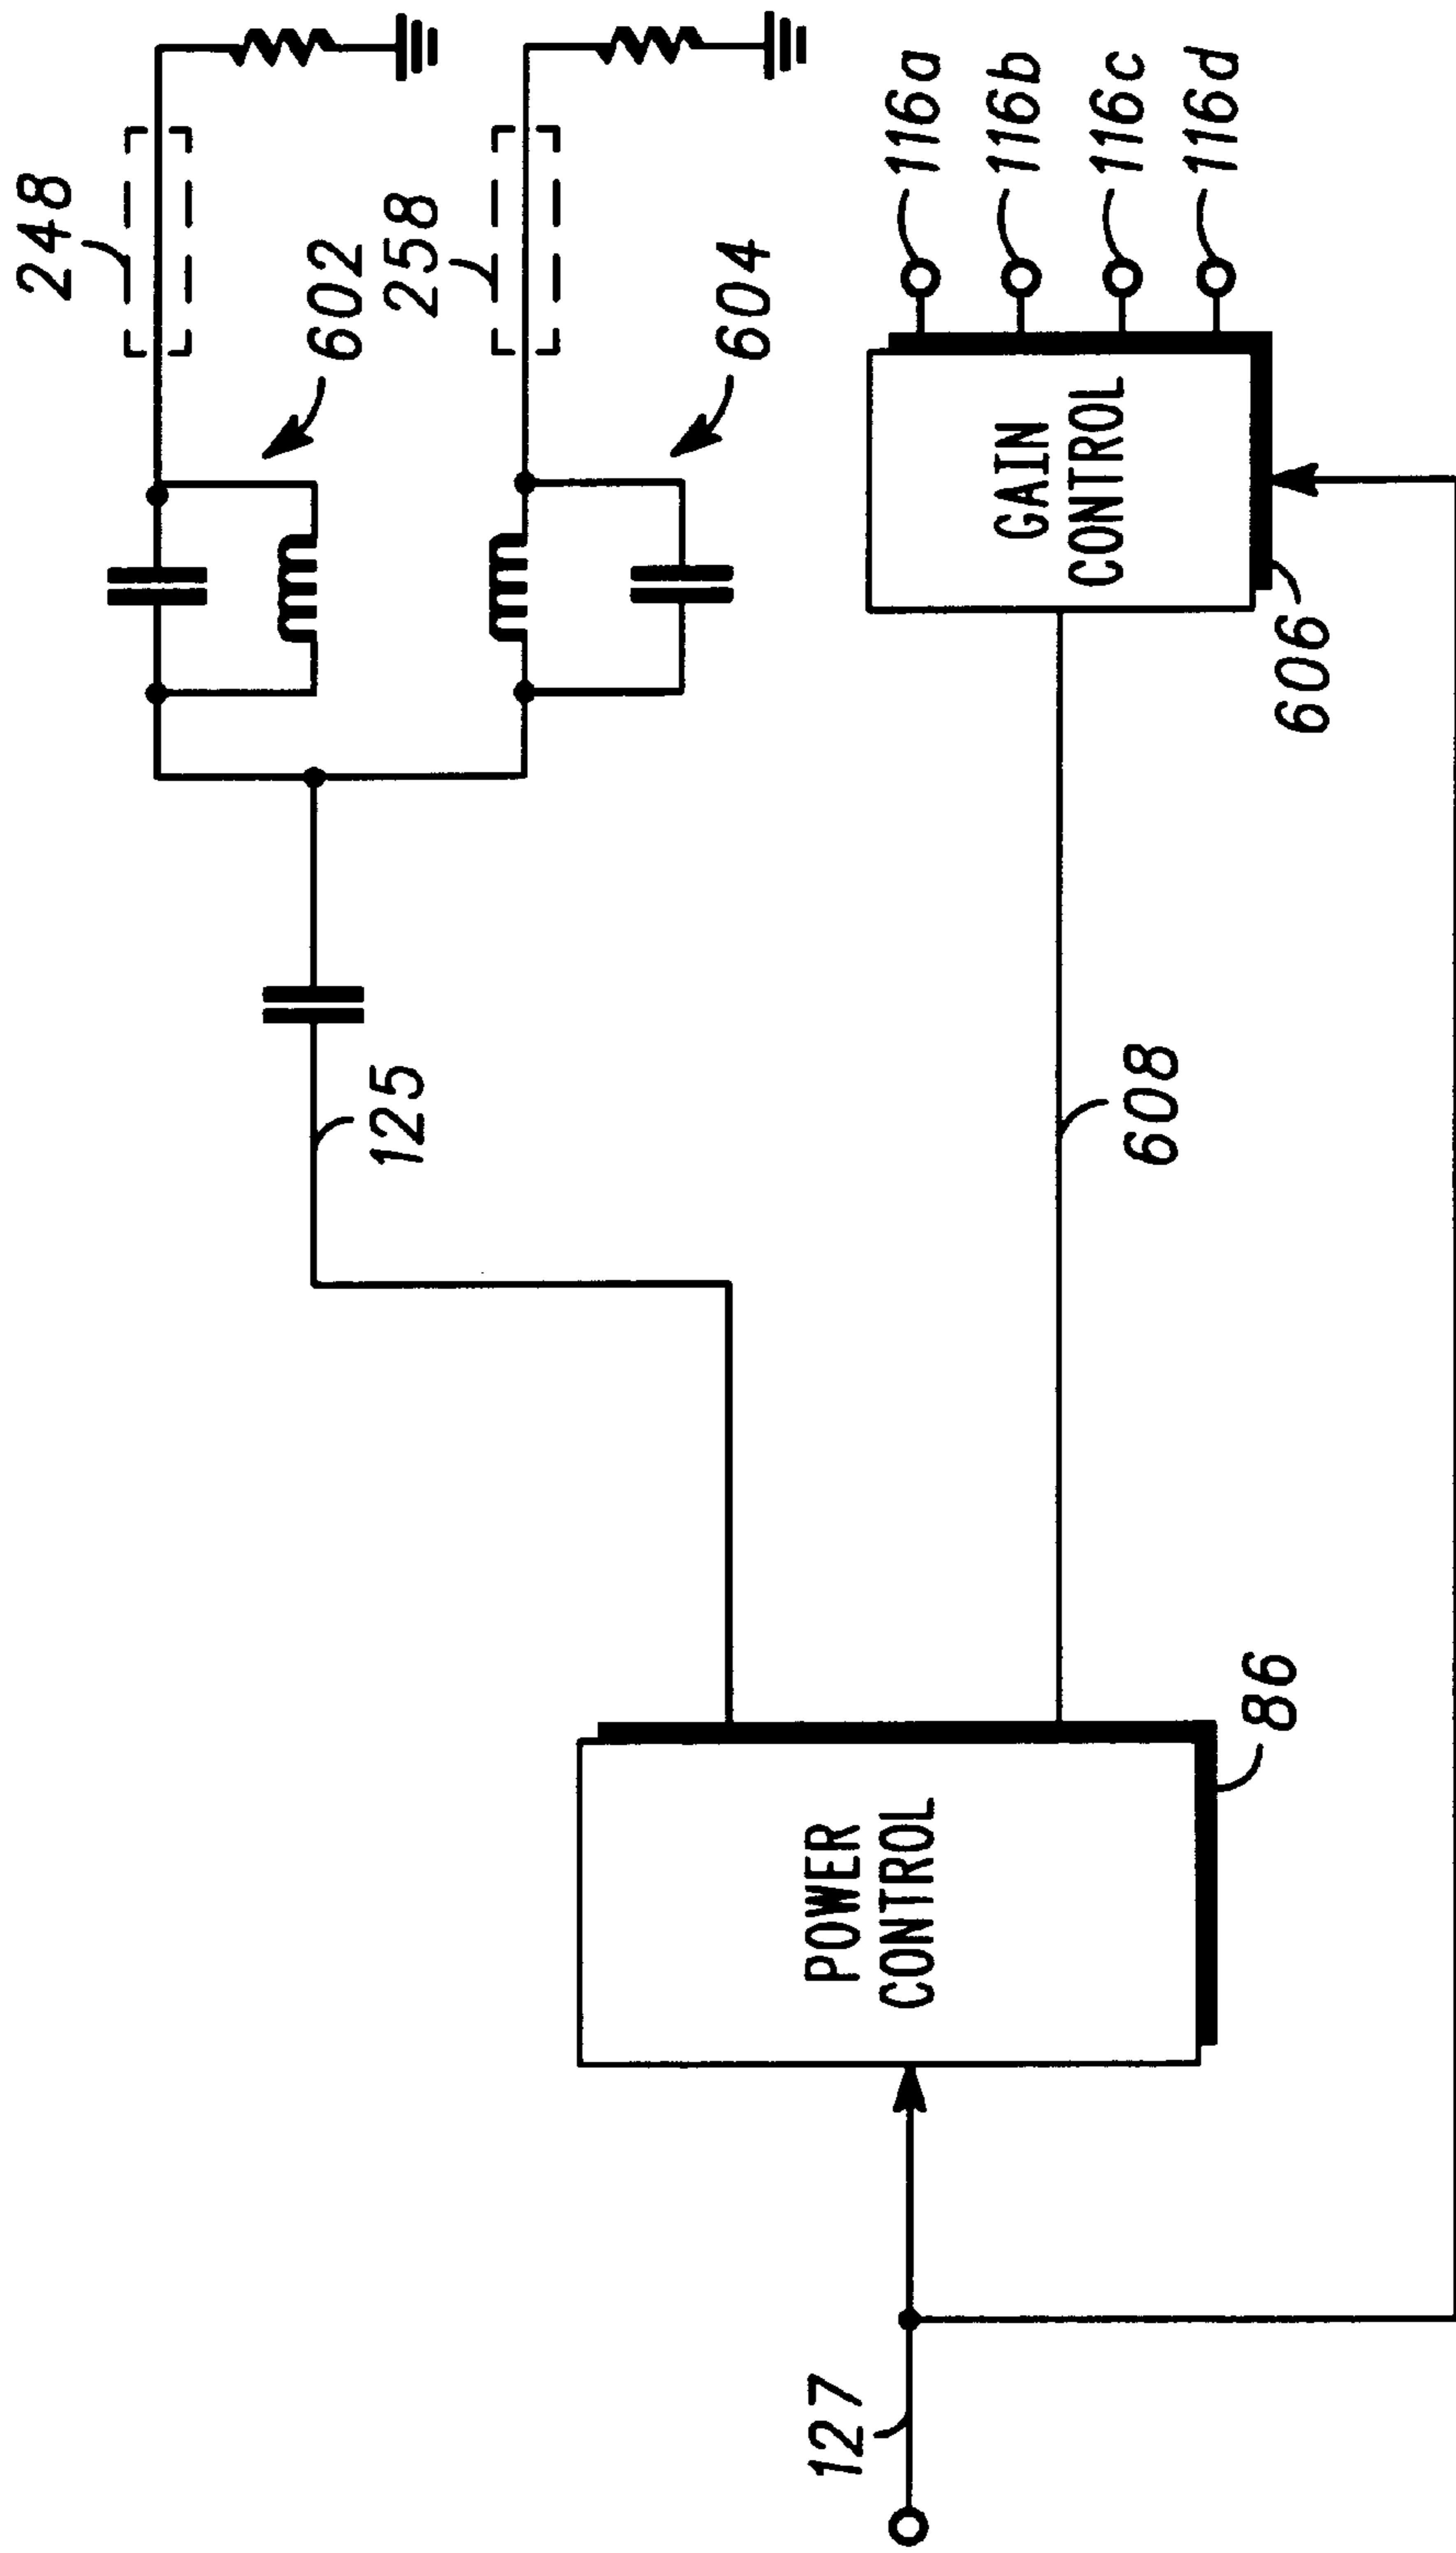 248
602
258
604
125
116a
116b
116c
116d
GAIN
CONTROL
606
608
POWER
CONTROL
86
127